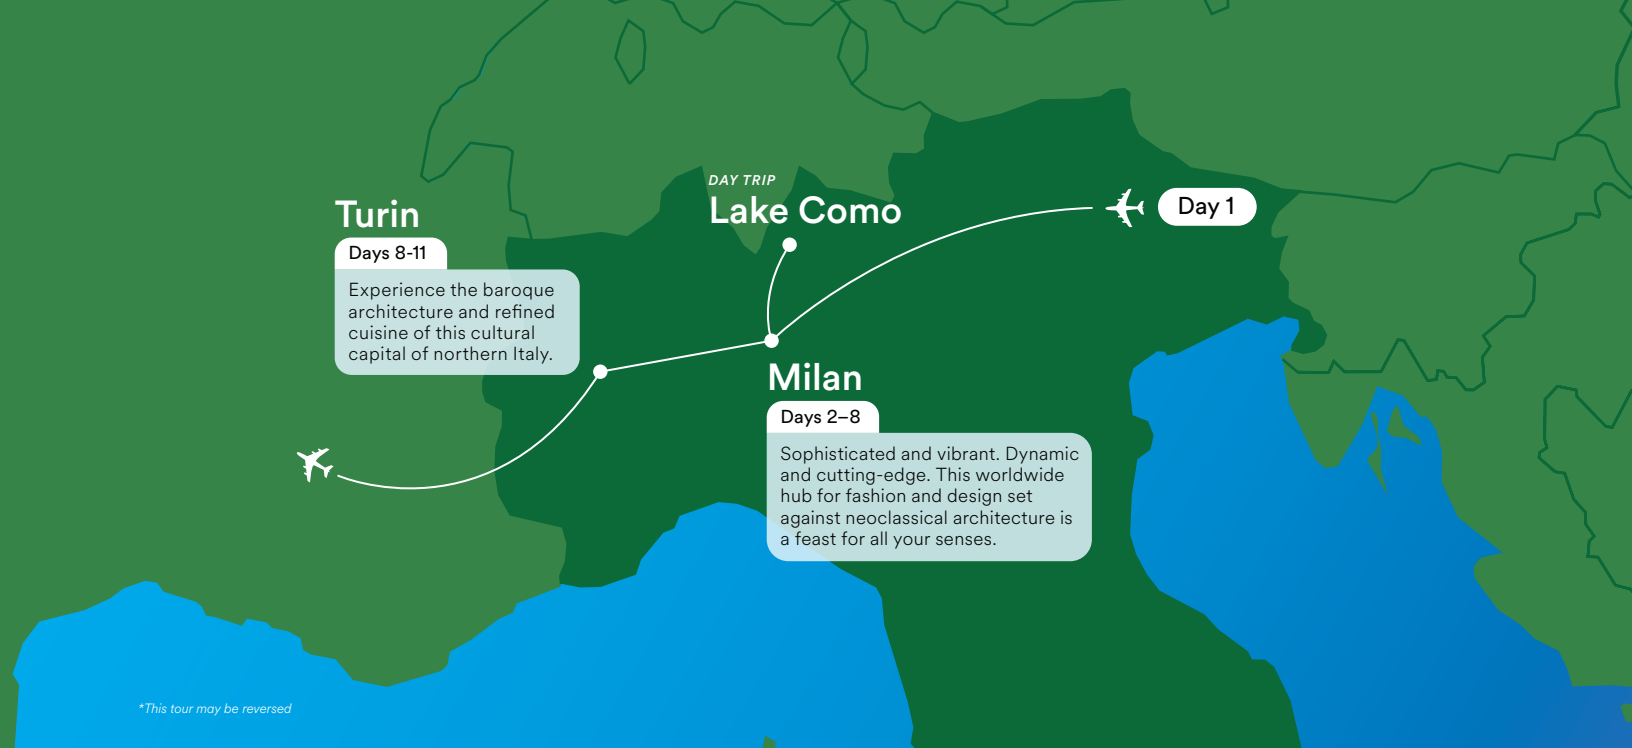 Turin
Days 8-11
Experience the baroque
architecture and refined
cuisine of this cultural
capital of northern Italy.
DAY TRIP
Lake Como
Day 1
Milan
Days 2–8
Sophisticated and vibrant. Dynamic
and cutting-edge. This worldwide
hub for fashion and design set
against neoclassical architecture is
a feast for all your senses.
*This tour may be reversed